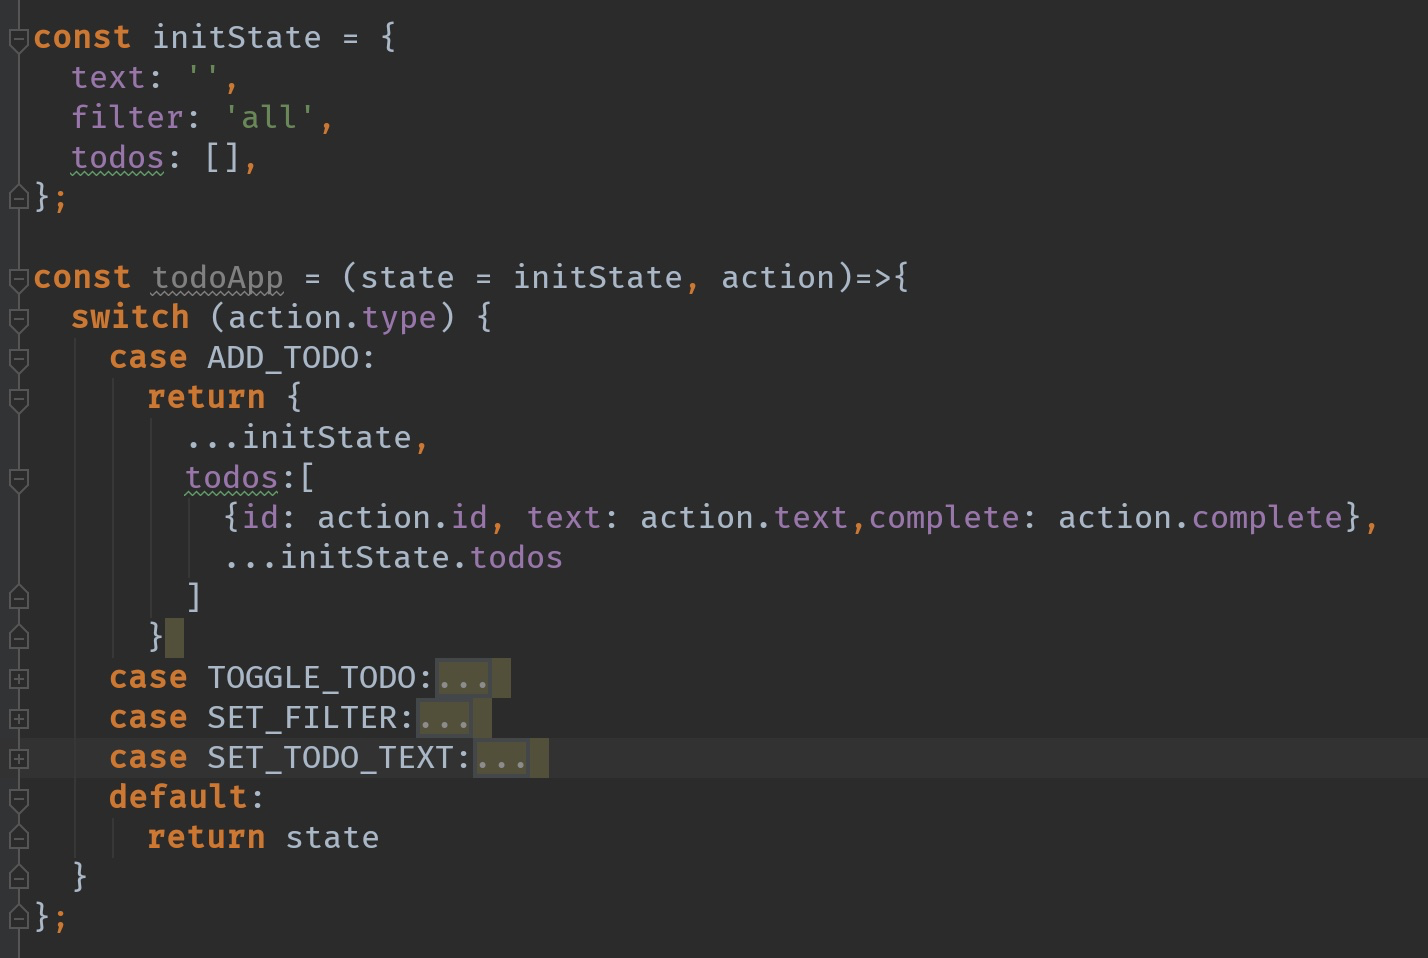 const initState = {
  text: '',
  filter: 'all',
  todos: [],
};

const todoApp = (state = initState, action)=>{
  switch (action.type) {
    case ADD_TODO:
      return {
        ...initState,
        todos:[
          {id: action.id, text: action.text,complete: action.complete},
          ...initState.todos
        ]
      }
    case TOGGLE_TODO:...
    case SET_FILTER:...
    case SET_TODO_TEXT:...
    default:
      return state
  }
};